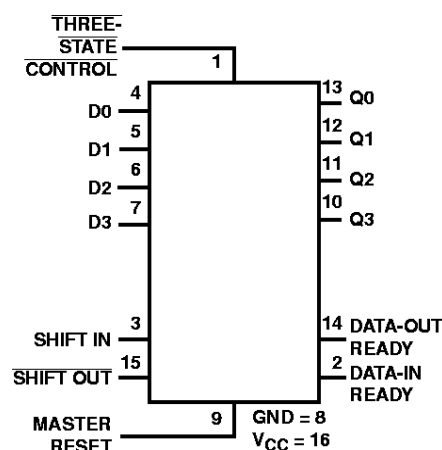 THREE-
STATE
CONTROL
1
4
D0
5
D1
6
D2
7
D3
13
Q0
12
Q1
11
Q2
10
Q3
3
SHIFT IN
15
SHIFT OUT
14
DATA-OUT
READY
2
DATA-IN
READY
9
MASTER
RESET
GND = 8
VCC = 16